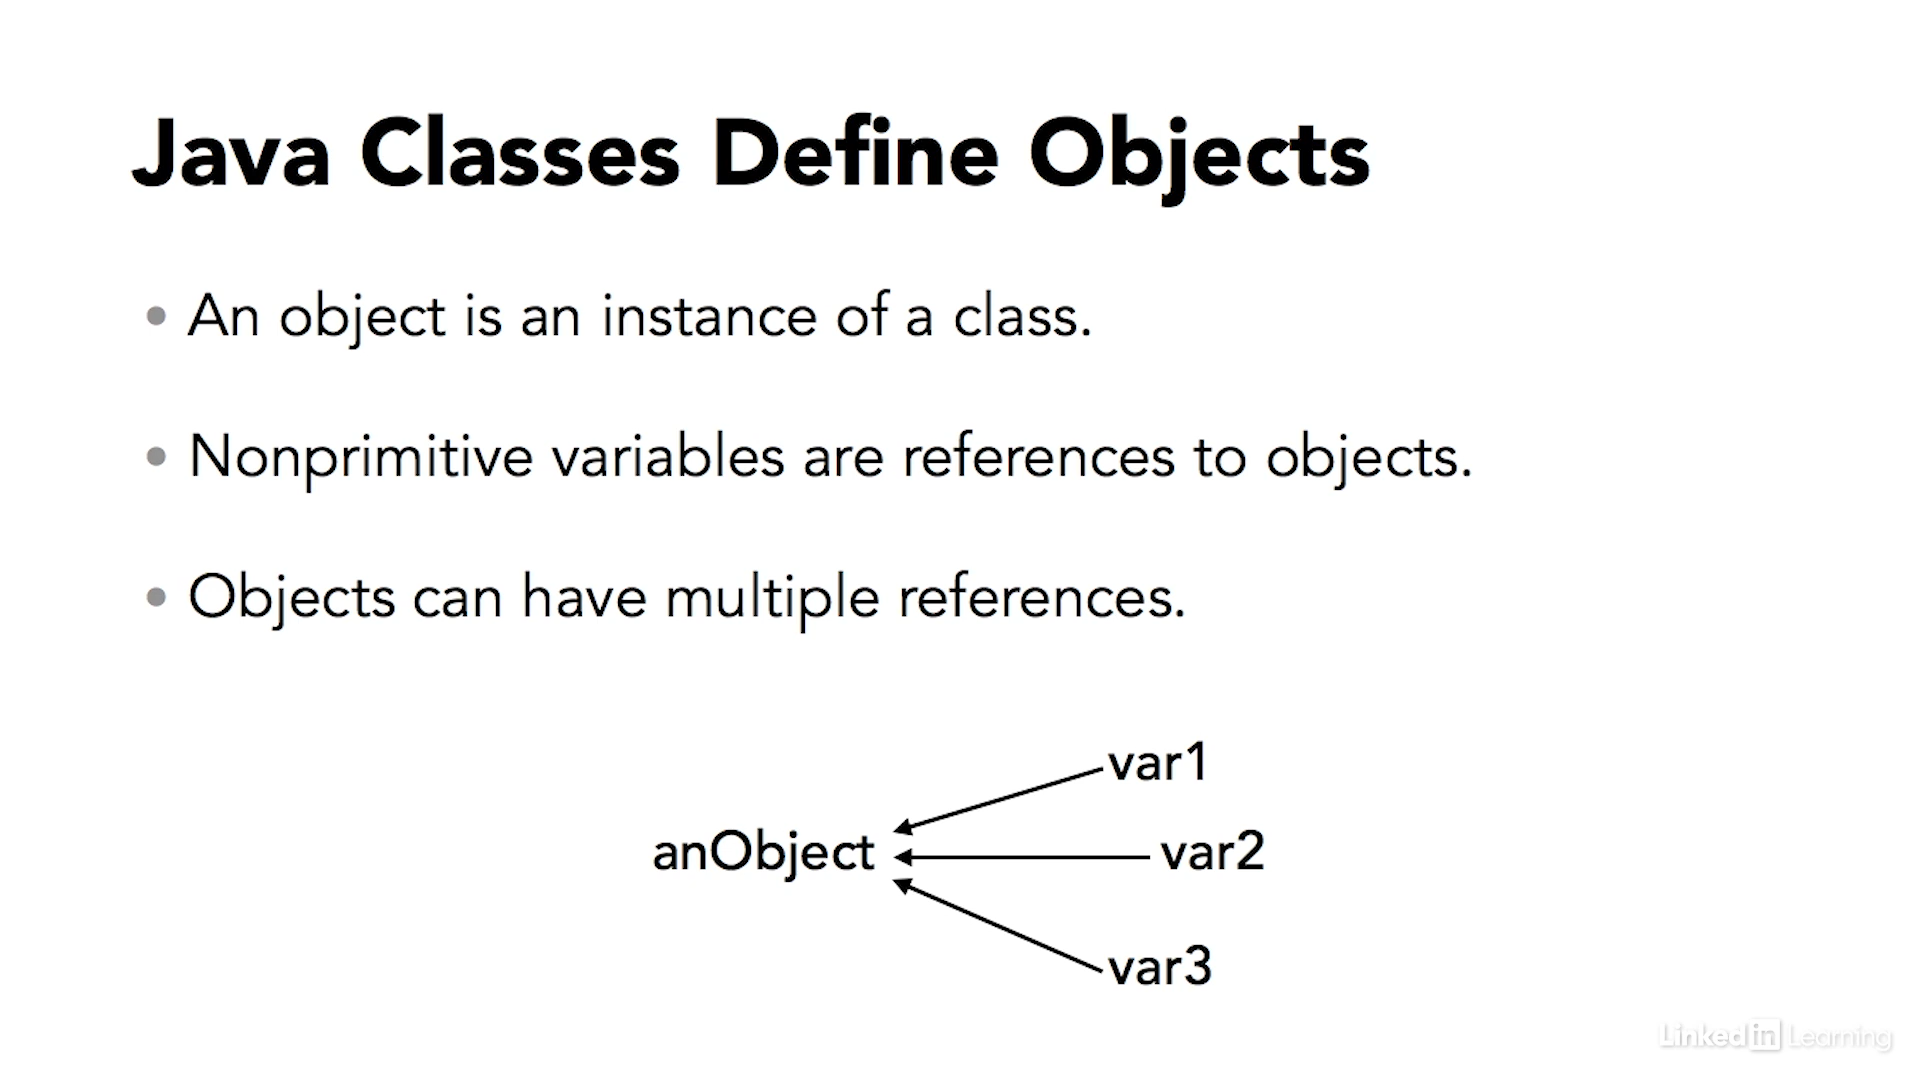 Java Classes Define Objects
• An object is an instance of a class.
• Nonprimitive variables are references to objects.
• Objects can have multiple references.
var1
anObject var2
var3
Linked in Learning